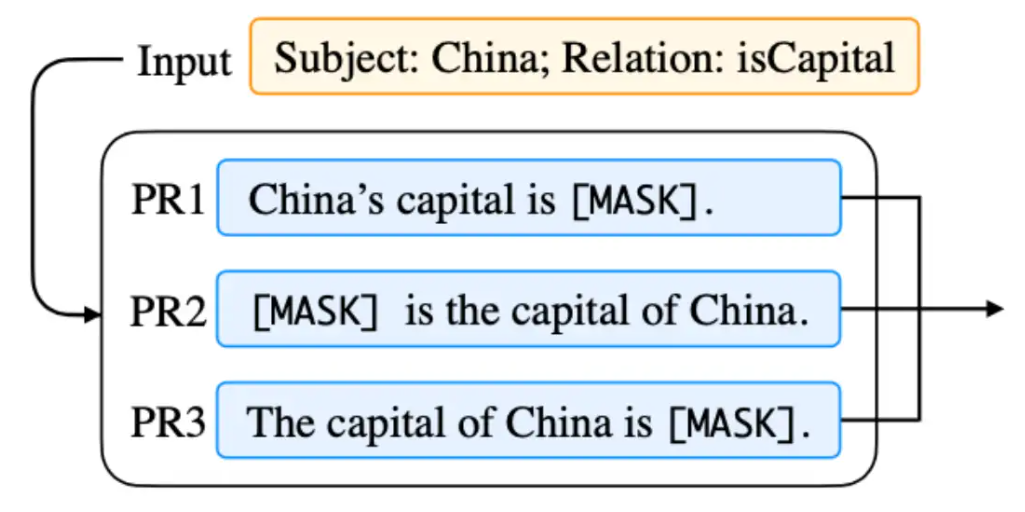 Input Subject: China; Relation: isCapital
PR1 China’s capital is [MASK].
PR2 [MASK] is the capital of China.
PR3 The capital of China is [MASK].